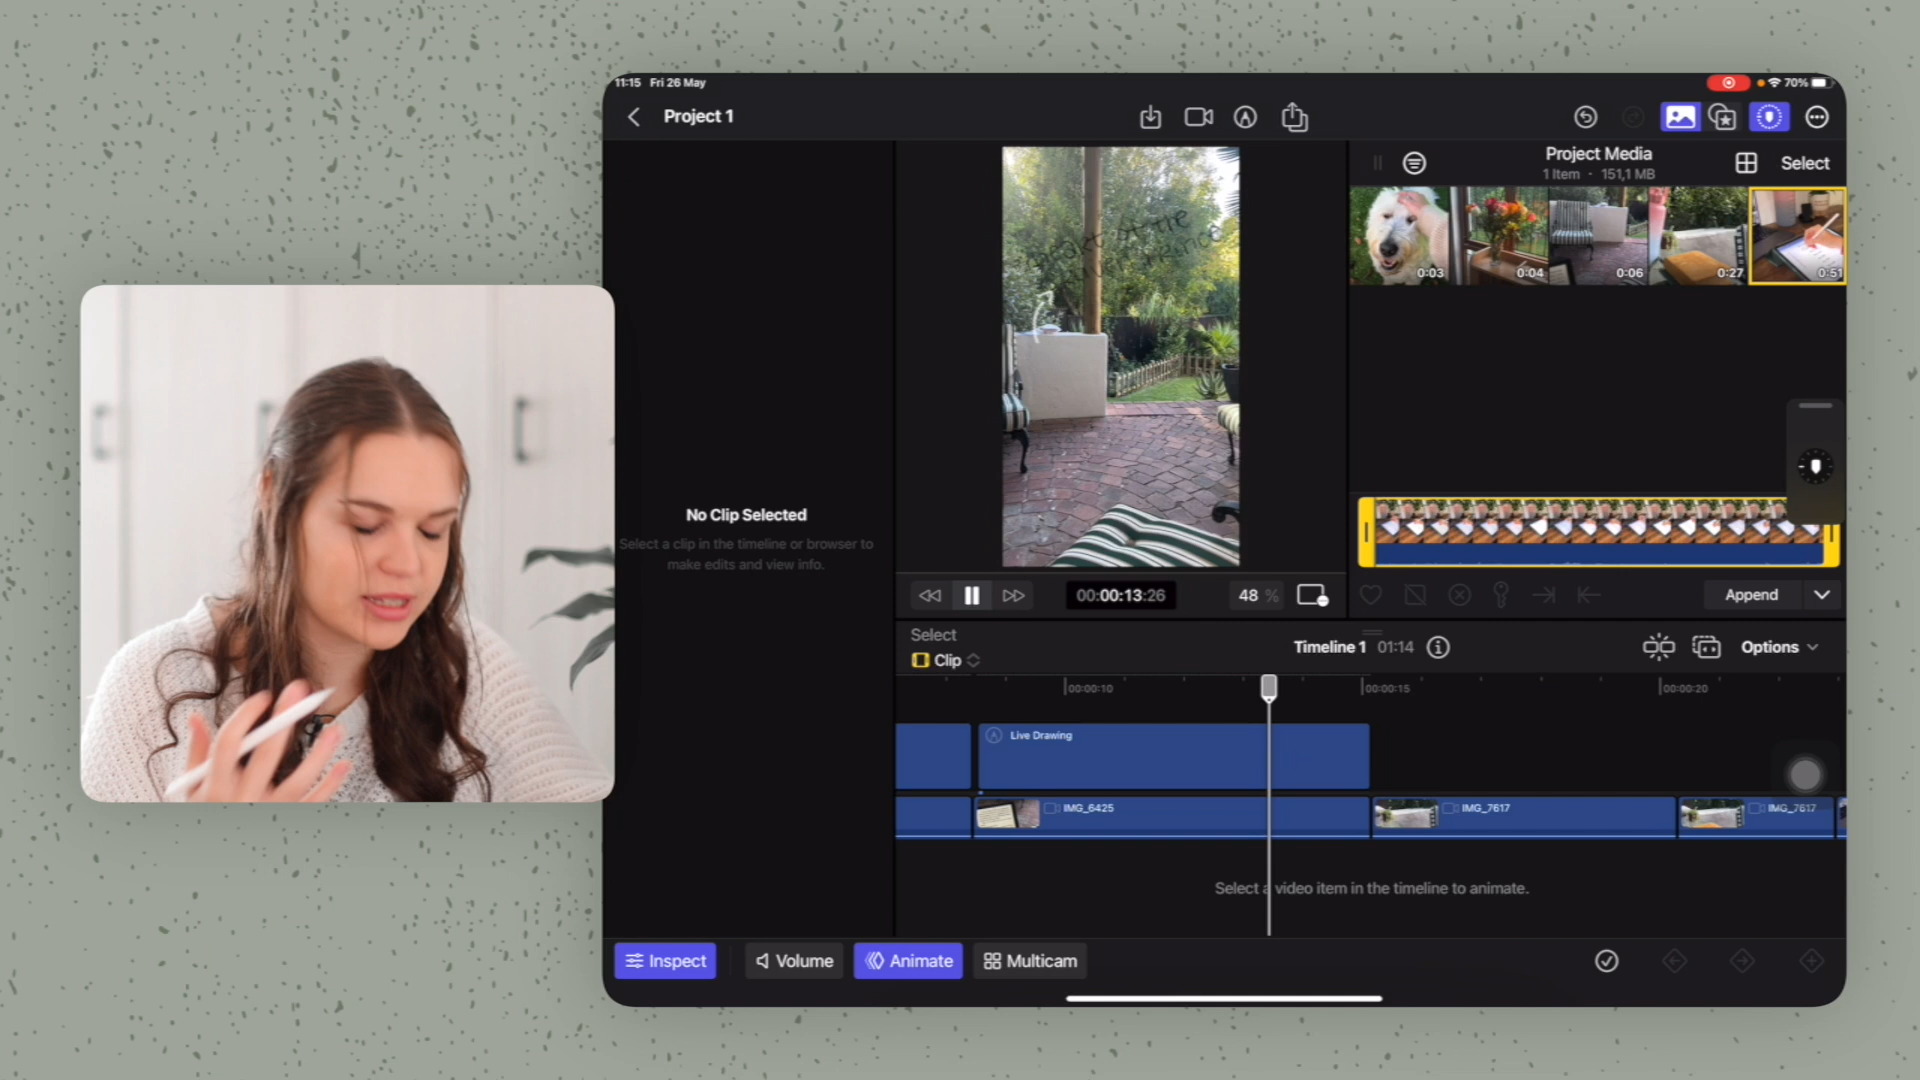 11:15 Fri 26 May
70%
Project 1
Project Media
1 Item · 151,1 MB
Select
0:03
0:04
0:06
0:27
0:51
of the
No Clip Selected
Select a clip in the timeline or browser to
make edits and view info.
00:00:13:26
48 %
Append
Select
Clip
Timeline 1 01:14
Options
00:00:10
00:00:15
00:00:20
Live Drawing
IMG_6425
IMG_7617
IMG_7617
Select a video item in the timeline to animate.
Inspect
Volume
Animate
Multicam